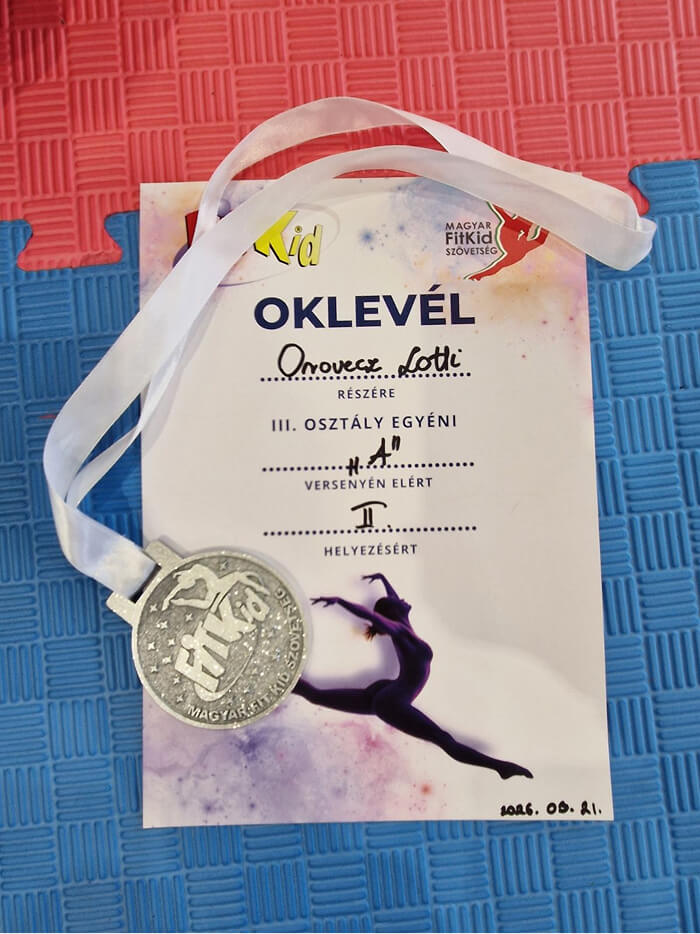 Kid
MAGYAR
FitKid
SZÖVETSÉG
OKLEVÉL
Orovecz Lotti
RÉSZÉRE
III. OSZTÁLY EGYÉNI
„A”
VERSENYÉN ELÉRT
II.
HELYEZÉSÉRT
FitKid
MAGYAR FIT KID SZÖVETSÉG